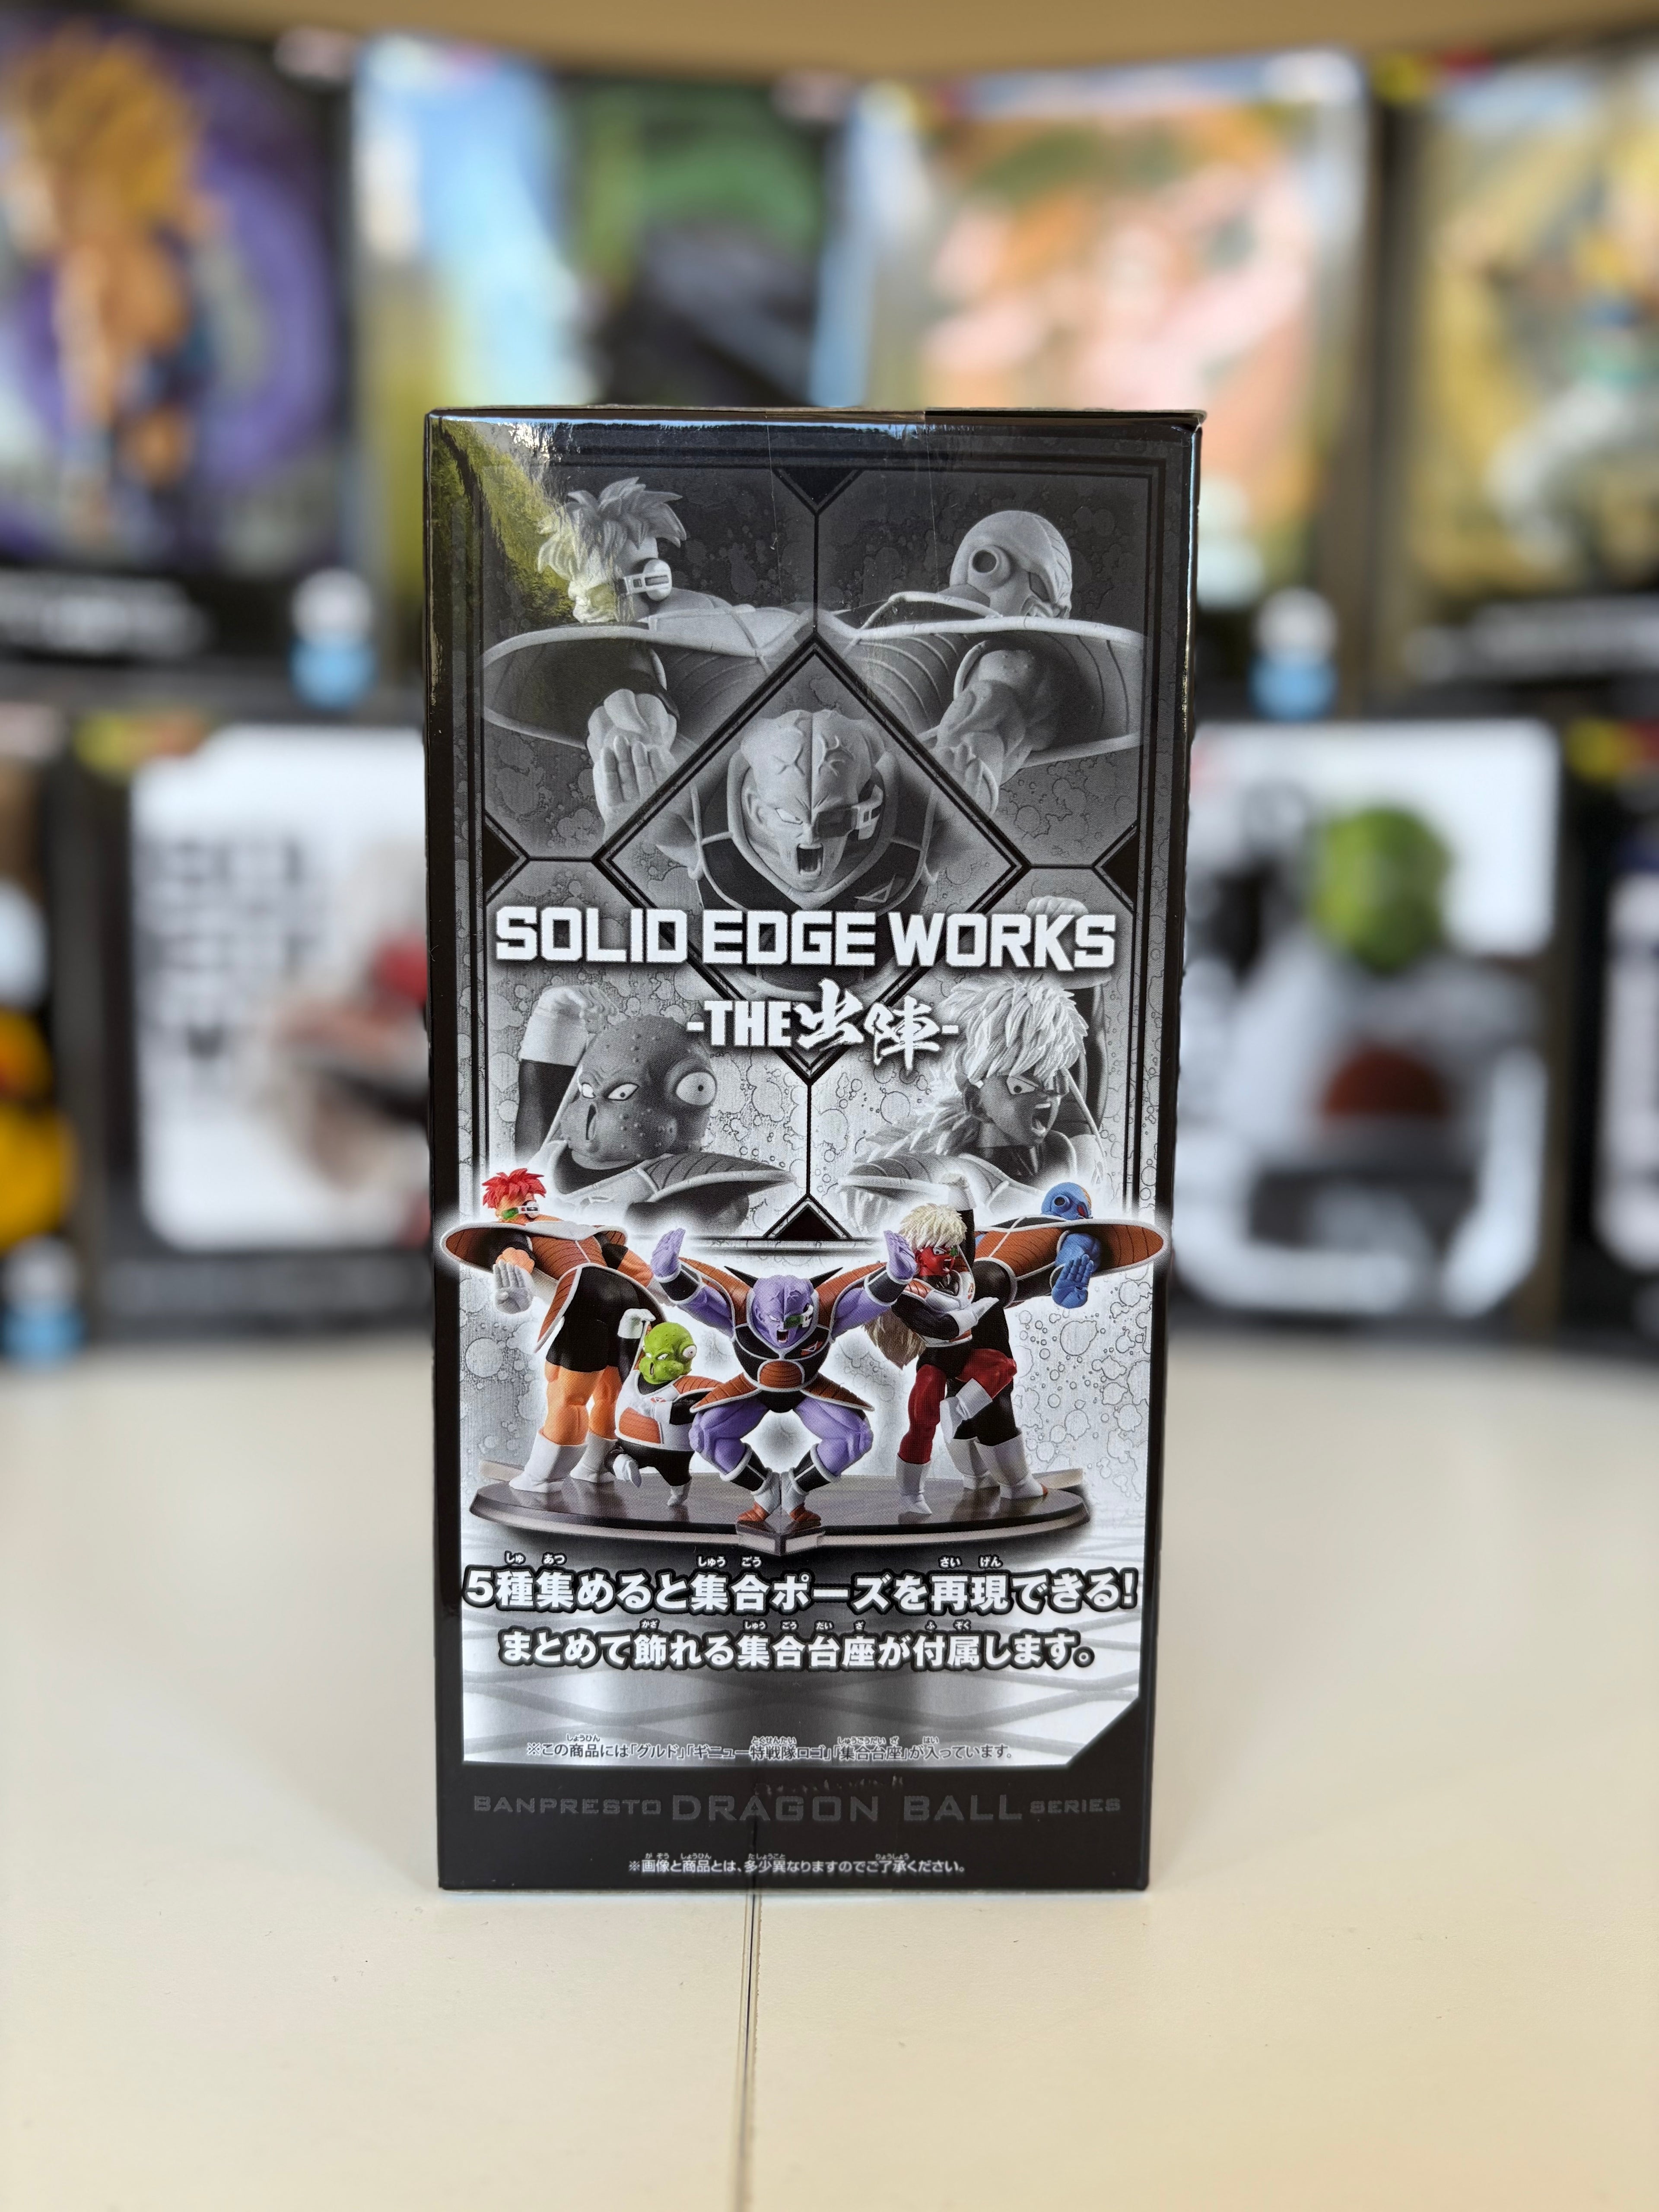 SOLID EDGE WORKS
-THE出陣-
5種集めると集合ポーズを再現できる!
まとめて飾れる集合台座が付属します。
※この商品には「グルド」「ギニュー特戦隊ロゴ」「集合台座」が入っています。
BANPRESTO DRAGON BALL SERIES
※画像と商品とは、多少異なりますのでご了承ください。